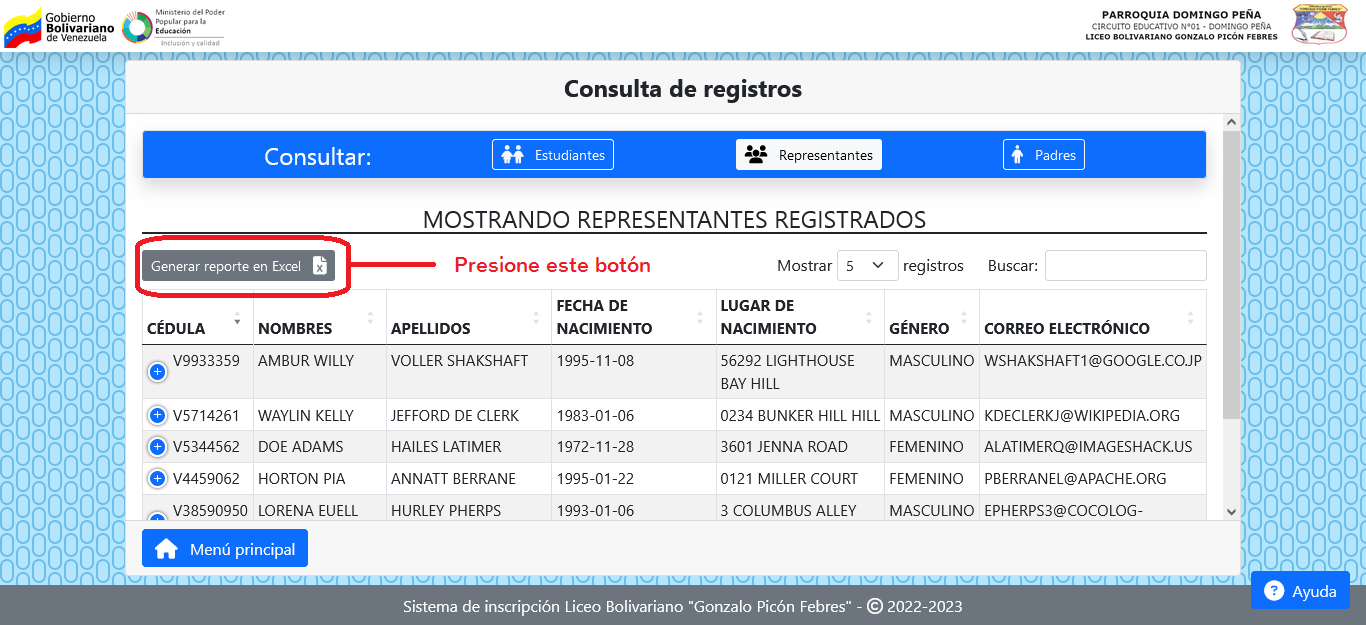 Gobierno
Bolivariano
de Venezuela
Ministerio del Poder
Popular para la
Educación
Inclusión y calidad
PARROQUIA DOMINGO PEÑA
CIRCUITO EDUCATIVO N°01 - DOMINGO PEÑA
LICEO BOLIVARIANO GONZALO PICÓN FEBRES
Consulta de registros
Consultar: Estudiantes Representantes Padres
MOSTRANDO REPRESENTANTES REGISTRADOS
Generar reporte en Excel Presione este botón Mostrar 5 registros Buscar:
CÉDULA NOMBRES APELLIDOS FECHA DE NACIMIENTO LUGAR DE NACIMIENTO GÉNERO CORREO ELECTRÓNICO
V9933359 AMBUR WILLY VOLLER SHAKSHAFT 1995-11-08 56292 LIGHTHOUSE BAY HILL MASCULINO WSHAKSHAFT1@GOOGLE.CO.JP
V5714261 WAYLIN KELLY JEFFORD DE CLERK 1983-01-06 0234 BUNKER HILL HILL MASCULINO KDECLERKJ@WIKIPEDIA.ORG
V5344562 DOE ADAMS HAILES LATIMER 1972-11-28 3601 JENNA ROAD FEMENINO ALATIMERQ@IMAGESHACK.US
V4459062 HORTON PIA ANNATT BERRANE 1995-01-22 0121 MILLER COURT FEMENINO PBERRANEL@APACHE.ORG
V38590950 LORENA EUELL HURLEY PHERPS 1993-01-06 3 COLUMBUS ALLEY MASCULINO EPHERPS3@COCOLOG-
Menú principal
Ayuda
Sistema de inscripción Liceo Bolivariano "Gonzalo Picón Febres" - © 2022-2023